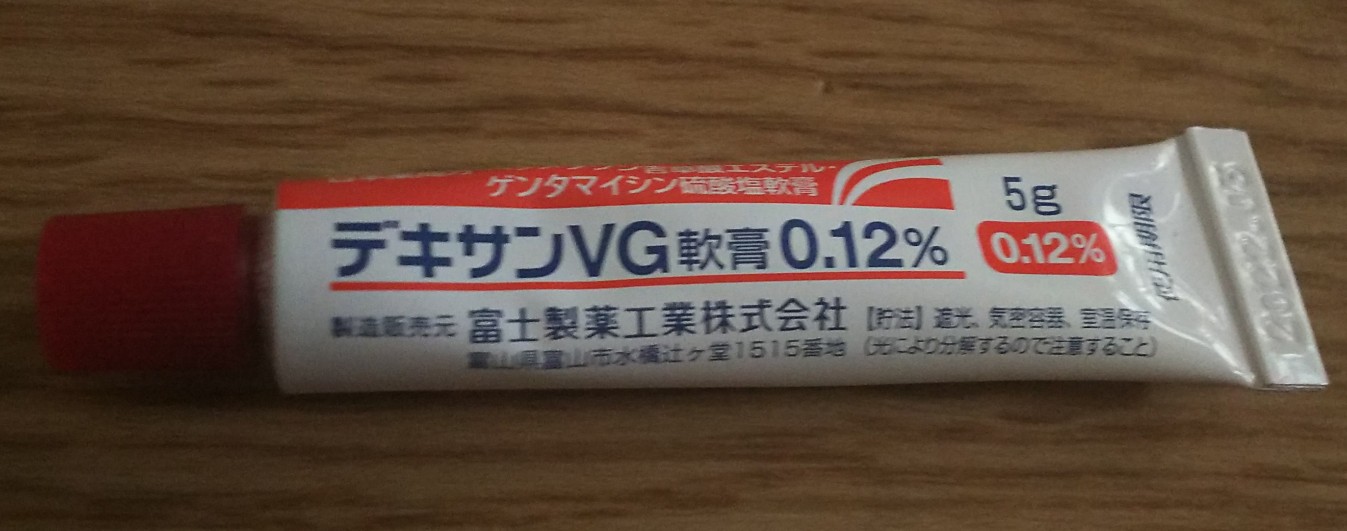 ゲンタマイシン硫酸塩軟膏
デキサンVG軟膏0.12%
5g
0.12%
製造販売元 富士製薬工業株式会社
富山県富山市水橋辻ヶ堂1515番地
【貯法】遮光、気密容器、室温保存
(光により分解するので注意すること)
使用期限